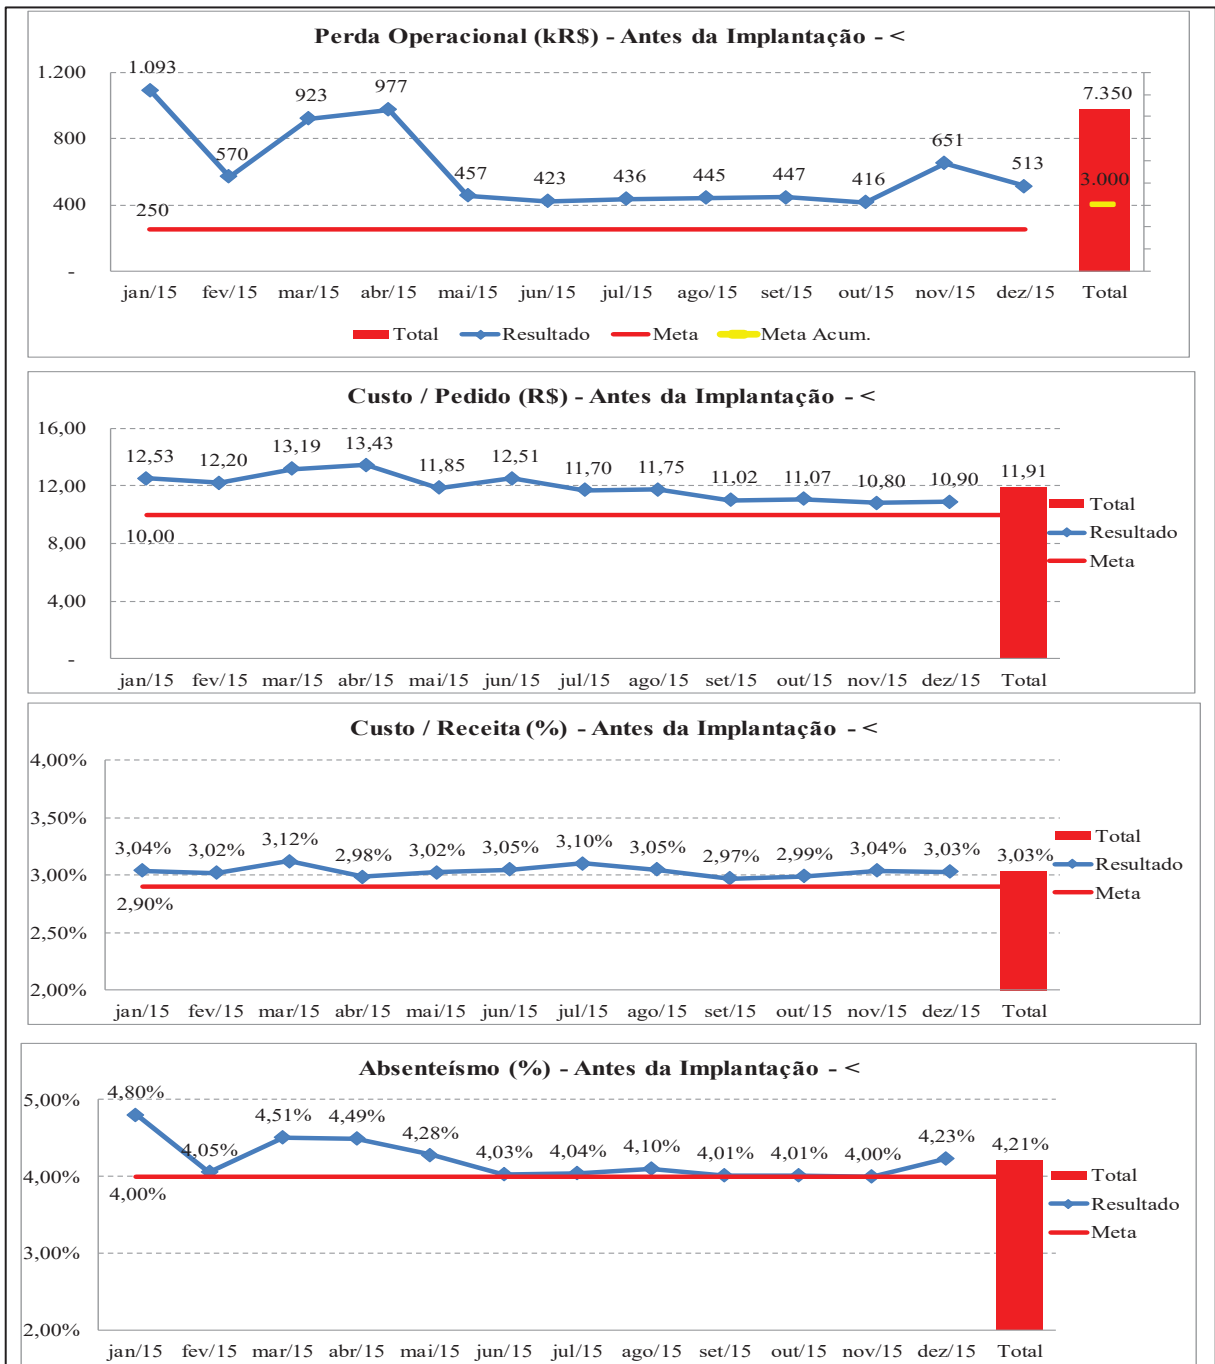 Perda Operacional (kR$) - Antes da Implantação - <
1.200
800
400
-
1.093
570
923
977
457
423
436
445
447
416
651
513
7.350
3.000
250
jan/15 fev/15 mar/15 abr/15 mai/15 jun/15 jul/15 ago/15 set/15 out/15 nov/15 dez/15 Total
Total Resultado Meta Meta Acum.
Custo / Pedido (R$) - Antes da Implantação - <
16,00
12,00
8,00
4,00
-
12,53 12,20 13,19 13,43 11,85 12,51 11,70 11,75 11,02 11,07 10,80 10,90 11,91
10,00
Total
Resultado
Meta
jan/15 fev/15 mar/15 abr/15 mai/15 jun/15 jul/15 ago/15 set/15 out/15 nov/15 dez/15 Total
Custo / Receita (%) - Antes da Implantação - <
4,00%
3,50%
3,00%
2,50%
2,00%
3,04% 3,02% 3,12% 2,98% 3,02% 3,05% 3,10% 3,05% 2,97% 2,99% 3,04% 3,03% 3,03%
2,90%
Total
Resultado
Meta
jan/15 fev/15 mar/15 abr/15 mai/15 jun/15 jul/15 ago/15 set/15 out/15 nov/15 dez/15 Total
Absenteísmo (%) - Antes da Implantação - <
5,00%
4,00%
3,00%
2,00%
4,80% 4,05% 4,51% 4,49% 4,28% 4,03% 4,04% 4,10% 4,01% 4,01% 4,00% 4,23% 4,21%
4,00%
Total
Resultado
Meta
jan/15 fev/15 mar/15 abr/15 mai/15 jun/15 jul/15 ago/15 set/15 out/15 nov/15 dez/15 Total